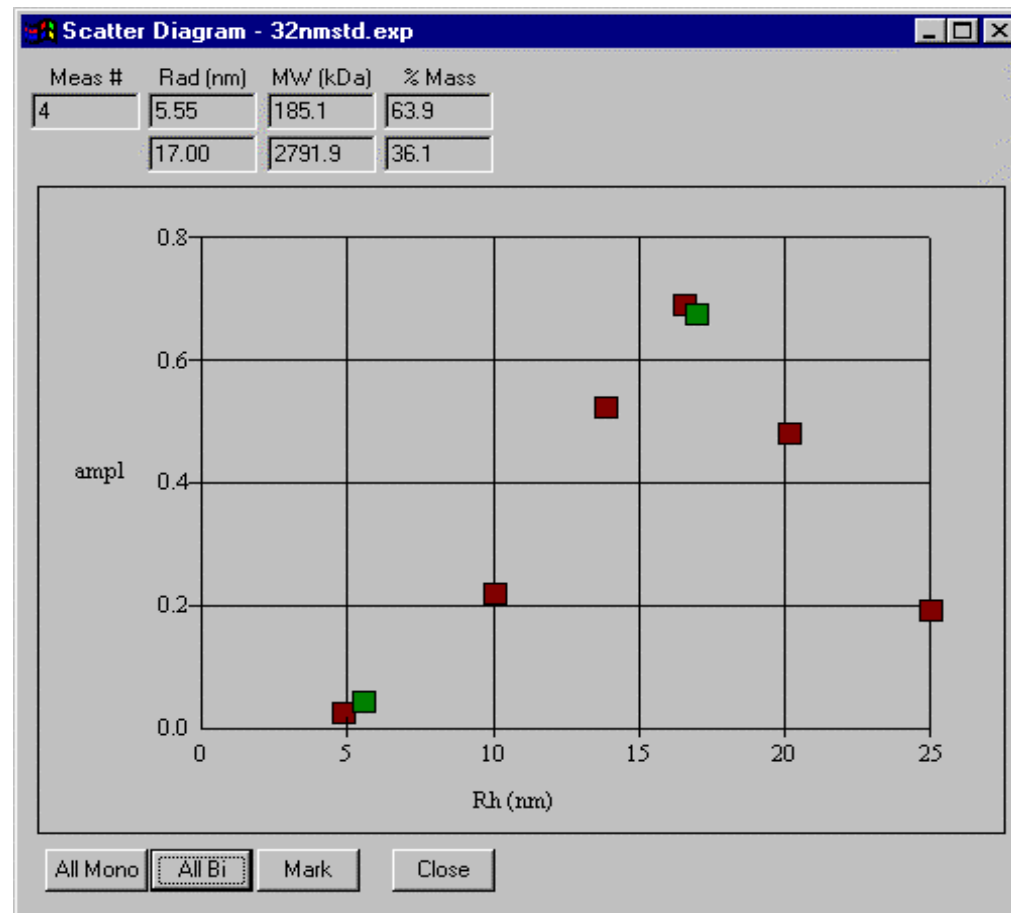 Scatter Diagram - 32nmstd.exp
Meas # Rad (nm) MW (kDa) % Mass
4 5.55 185.1 63.9
17.00 2791.9 36.1
0.8
0.6
ampl
0.4
0.2
0.0
0 5 10 15 20 25
Rh (nm)
All Mono All Bi Mark Close